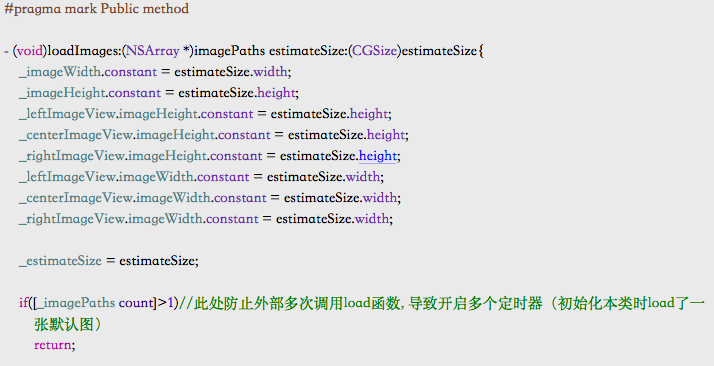 #pragma mark Public method
- (void)loadImages:(NSArray *)imagePaths estimateSize:(CGSize)estimateSize{
_imageWidth.constant = estimateSize.width;
_imageHeight.constant = estimateSize.height;
_leftImageView.imageHeight.constant = estimateSize.height;
_centerImageView.imageHeight.constant = estimateSize.height;
_rightImageView.imageHeight.constant = estimateSize.height;
_leftImageView.imageWidth.constant = estimateSize.width;
_centerImageView.imageWidth.constant = estimateSize.width;
_rightImageView.imageWidth.constant = estimateSize.width;
_estimateSize = estimateSize;
if([_imagePaths count]>1)//此处防止外部多次调用load函数, 导致开启多个定时器（初始化本类时load了一
张默认图）
return;